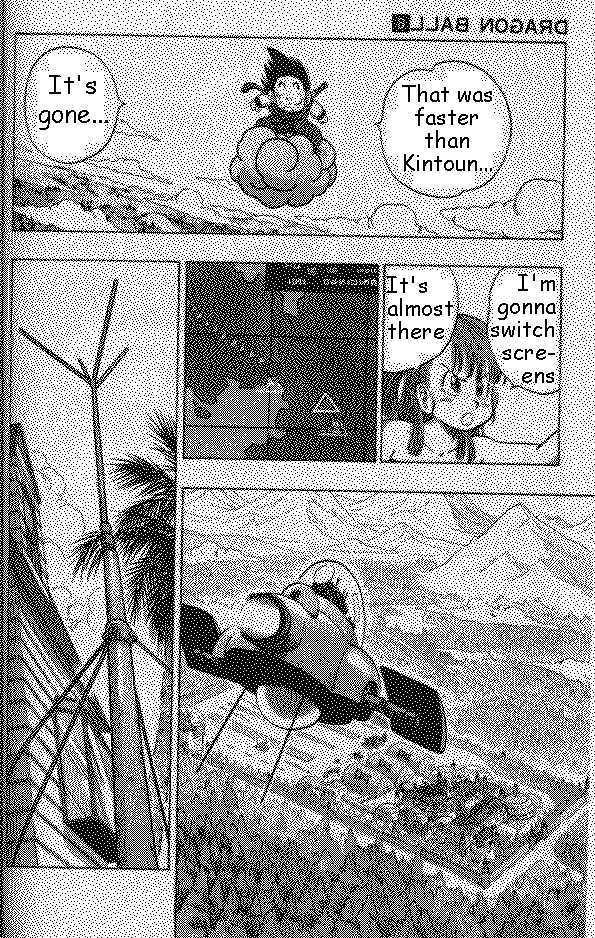 DRAGON BALL
It's
gone...
That was
faster
than
Kintoun...
It's
almost
there
I'm
gonna
switch
scre-
ens